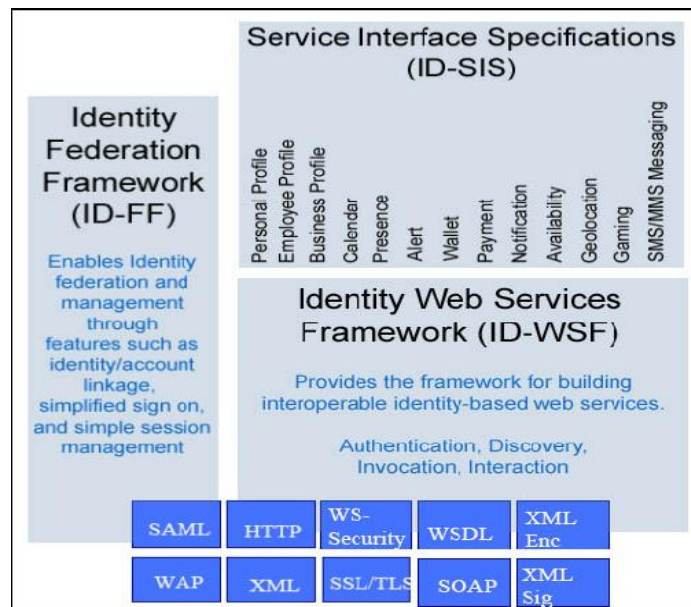 Service Interface Specifications
(ID-SIS)
Personal Profile
Employee Profile
Business Profile
Calendar
Presence
Alert
Wallet
Payment
Notification
Availability
Geolocation
Gaming
SMS/MMS Messaging
Identity
Federation
Framework
(ID-FF)
Enables Identity
federation and
management
through
features such as
identity/account
linkage,
simplified sign on,
and simple session
management
Identity Web Services
Framework (ID-WSF)
Provides the framework for building
interoperable identity-based web services.
Authentication, Discovery,
Invocation, Interaction
SAML
HTTP
WS-
Security
WSDL
XML
Enc
WAP
XML
SSL/TLS
SOAP
XML
Sig